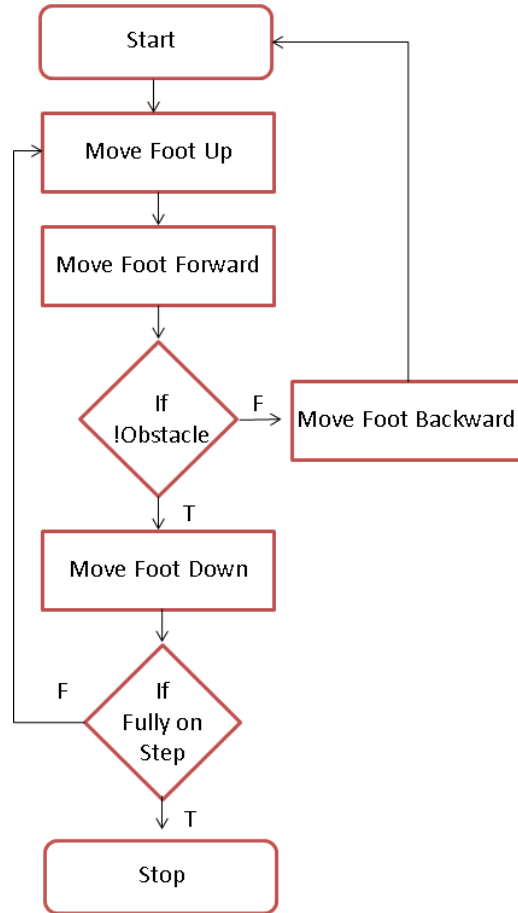 Start
Move Foot Up
Move Foot Forward
If
!Obstacle
F
Move Foot Backward
T
Move Foot Down
F
If
Fully on
Step
T
Stop